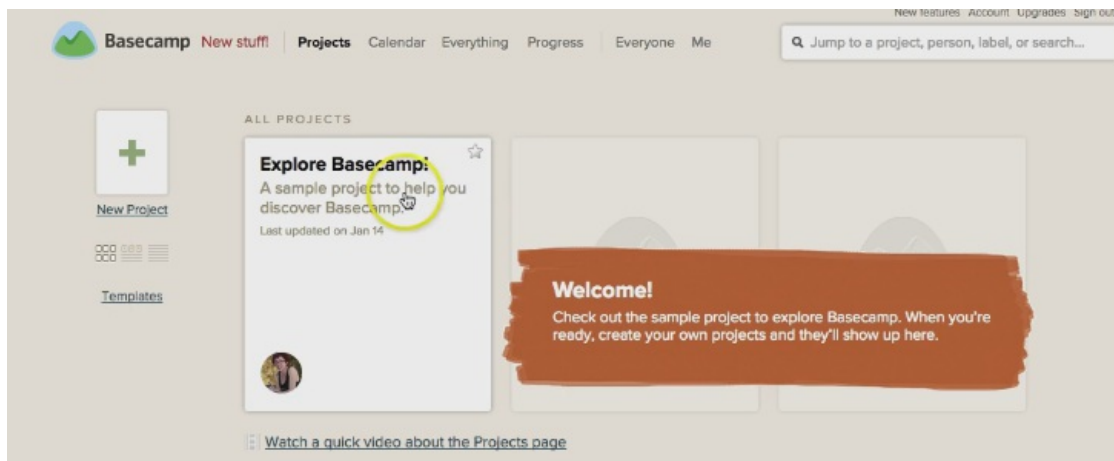 New features Account Upgrades Sign out
Basecamp New stuff! Projects Calendar Everything Progress Everyone Me Jump to a project, person, label, or search...
ALL PROJECTS
Explore Basecamp!
A sample project to help you
discover Basecamp.
Last updated on Jan 14
New Project
Templates
Welcome!
Check out the sample project to explore Basecamp. When you're
ready, create your own projects and they'll show up here.
Watch a quick video about the Projects page